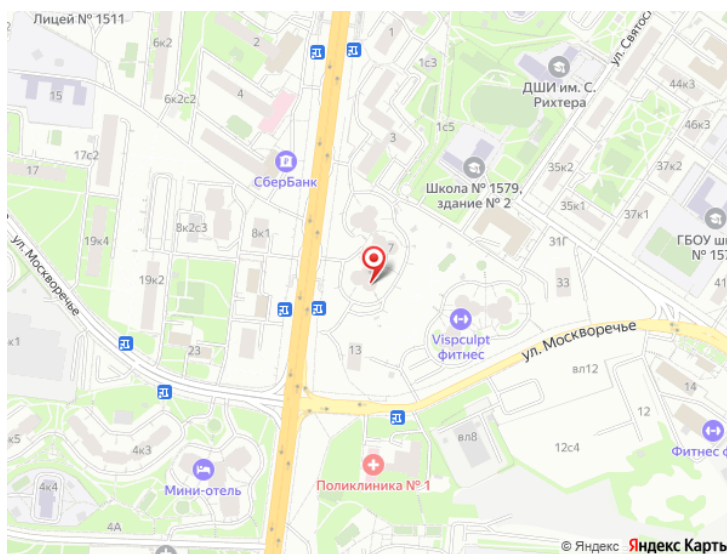 Лицей № 1511
6к2
2
1с3
ДШИ им. С.
Рихтера
ул. Святос
44к3
15
6к2с2
4
3
1с5
17с2
17
СберБанк
35к2
37к2
Школа № 1579,
здание № 2
35к1
37к1
ГБОУ ш
№ 157
19к4
8к2с3
8к1
7
31Г
41
ул. Москворечье
19к2
33
Vispculpt
фитнес
ул. Москворечье
к1
23
13
вл12
14
12
к5
4к3
вл8
12с4
Фитнес ф
4к4
Мини-отель
Поликлиника № 1
4А
© Яндекс Яндекс Карты